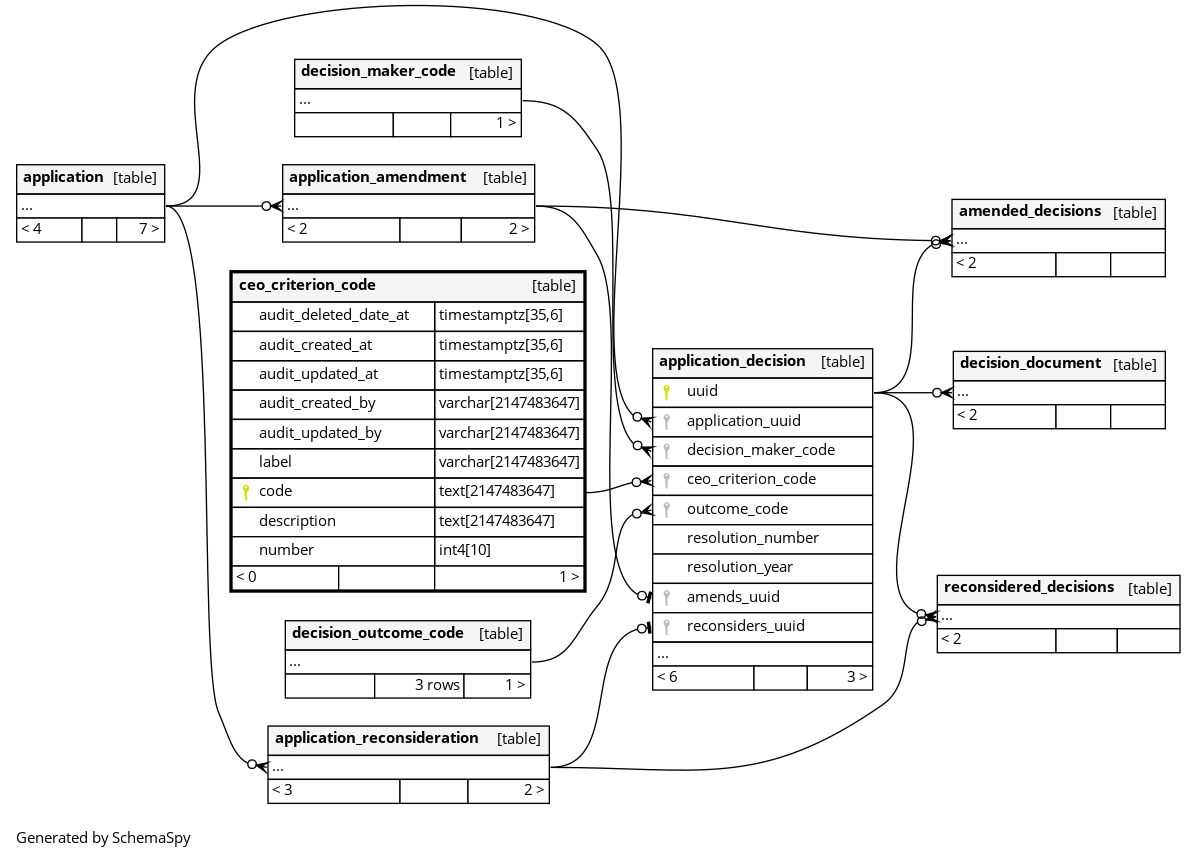 decision_maker_code [table]
...
1 >
application [table]
...
< 4 7 >
application_amendment [table]
...
< 2 2 >
amended_decisions [table]
...
< 2
ceo_criterion_code [table]
audit_deleted_date_at timestamptz[35,6]
audit_created_at timestamptz[35,6]
audit_updated_at timestamptz[35,6]
audit_created_by varchar[2147483647]
audit_updated_by varchar[2147483647]
label varchar[2147483647]
code text[2147483647]
description text[2147483647]
number int4[10]
< 0 1 >
application_decision [table]
uuid
application_uuid
decision_maker_code
ceo_criterion_code
outcome_code
resolution_number
resolution_year
amends_uuid
reconsiders_uuid
...
< 6 3 >
decision_document [table]
...
< 2
reconsidered_decisions [table]
...
< 2
decision_outcome_code [table]
...
3 rows 1 >
application_reconsideration [table]
...
< 3 2 >
Generated by SchemaSpy